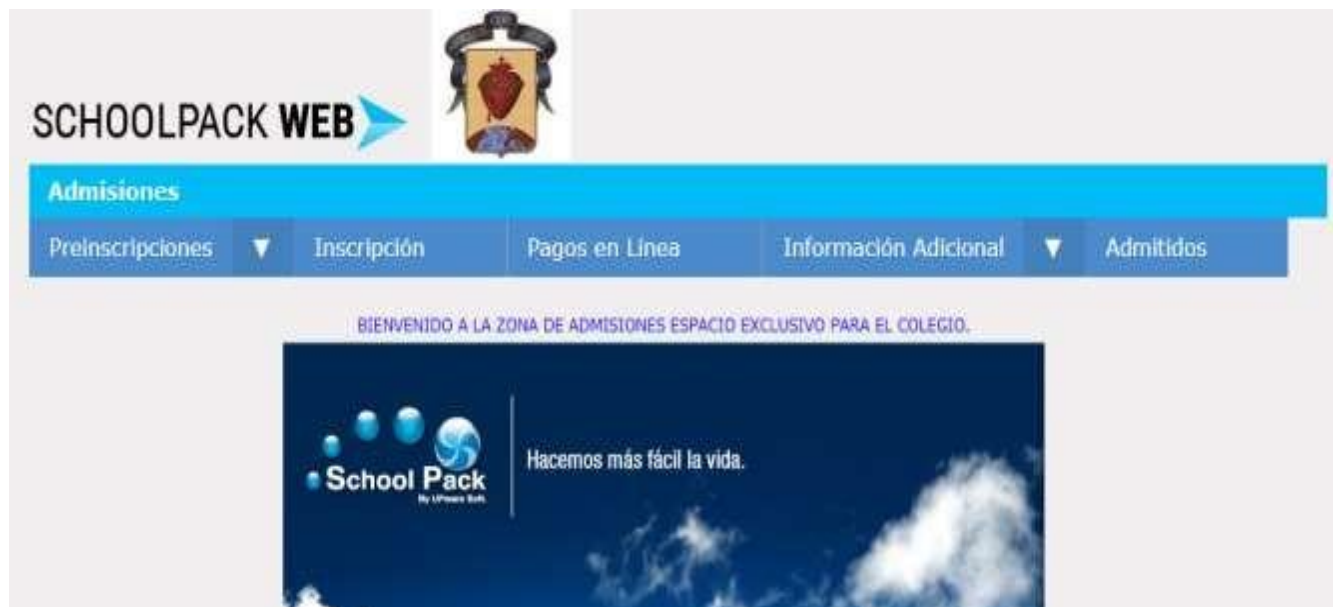 SCHOOLPACK WEB
Admisiones
Preinscripciones ▼ Inscripción Pagos en Línea Información Adicional ▼ Admitidos
BIENVENIDO A LA ZONA DE ADMISIONES ESPACIO EXCLUSIVO PARA EL COLEGIO.
School Pack
Hacemos más fácil la vida.